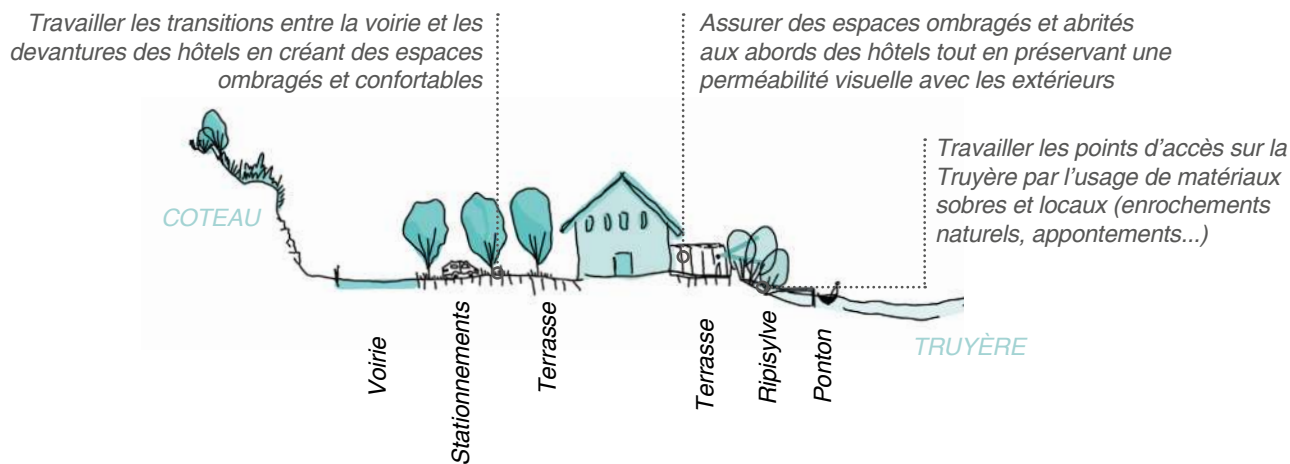 Travailler les transitions entre la voirie et les
devantures des hôtels en créant des espaces
ombragés et confortables
Assurer des espaces ombragés et abrités
aux abords des hôtels tout en préservant une
perméabilité visuelle avec les extérieurs
Travailler les points d’accès sur la
Truyère par l’usage de matériaux
sobres et locaux (enrochements
naturels, appontements...)
COTEAU
TRUYÈRE
Voirie
Stationnements
Terrasse
Terrasse
Ripisylve
Ponton